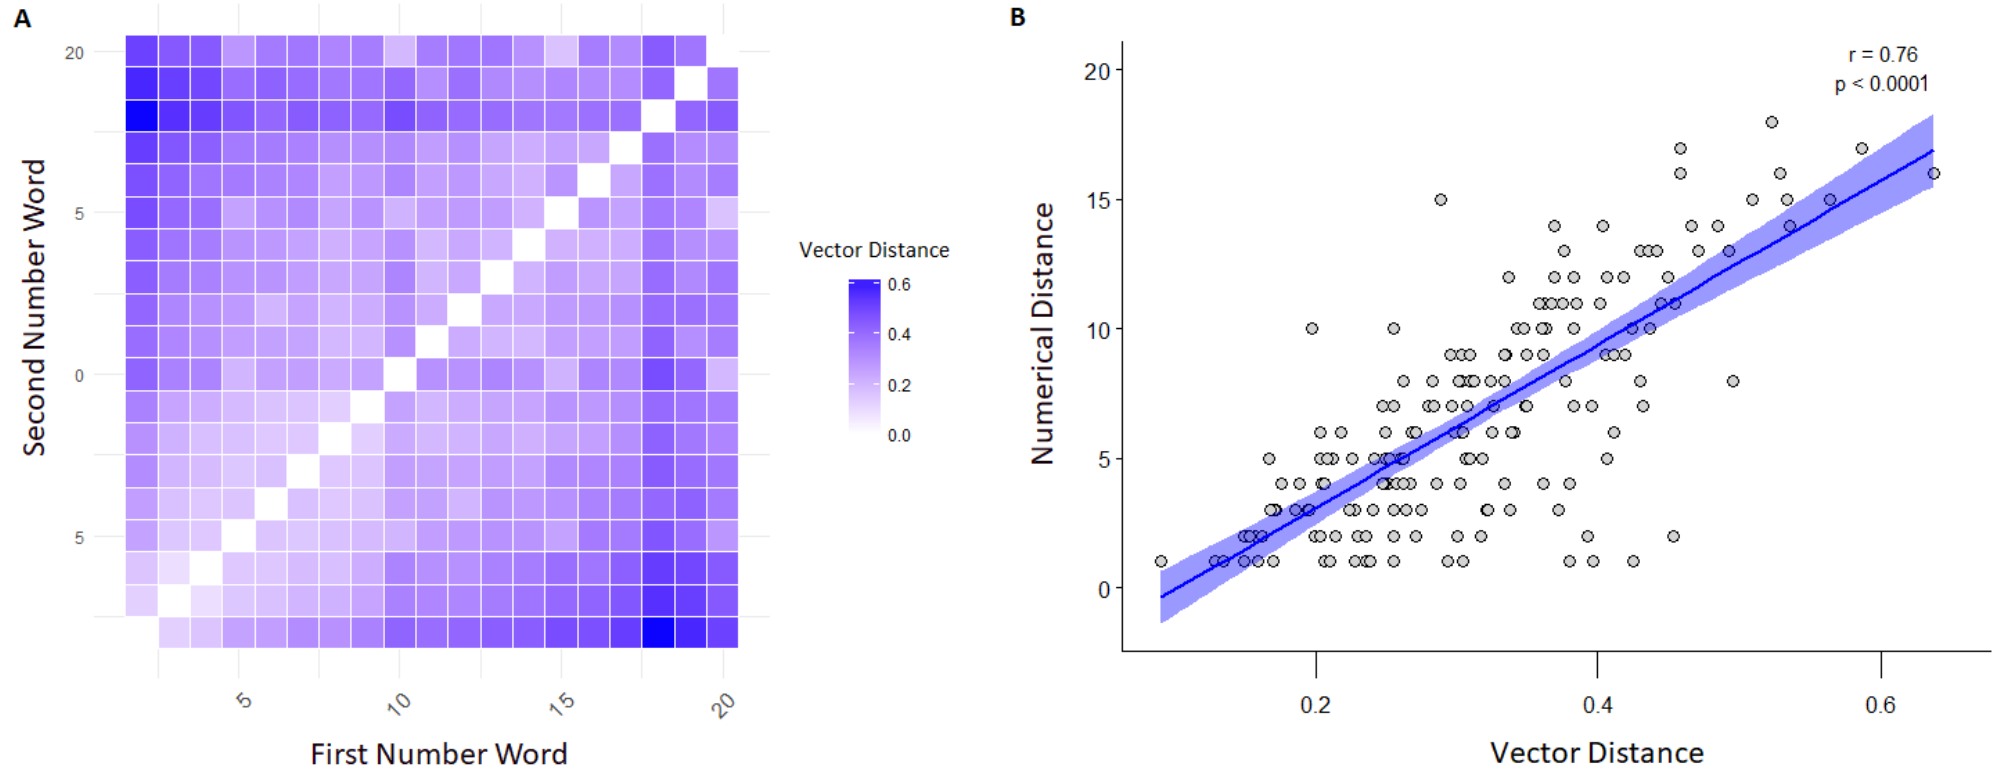 A
20
5
0
5
Second Number Word
5
10
15
20
First Number Word
Vector Distance
0.6
0.4
0.2
0.0
B
r = 0.76
p < 0.0001
20
15
10
5
0
Numerical Distance
0.2
0.4
0.6
Vector Distance